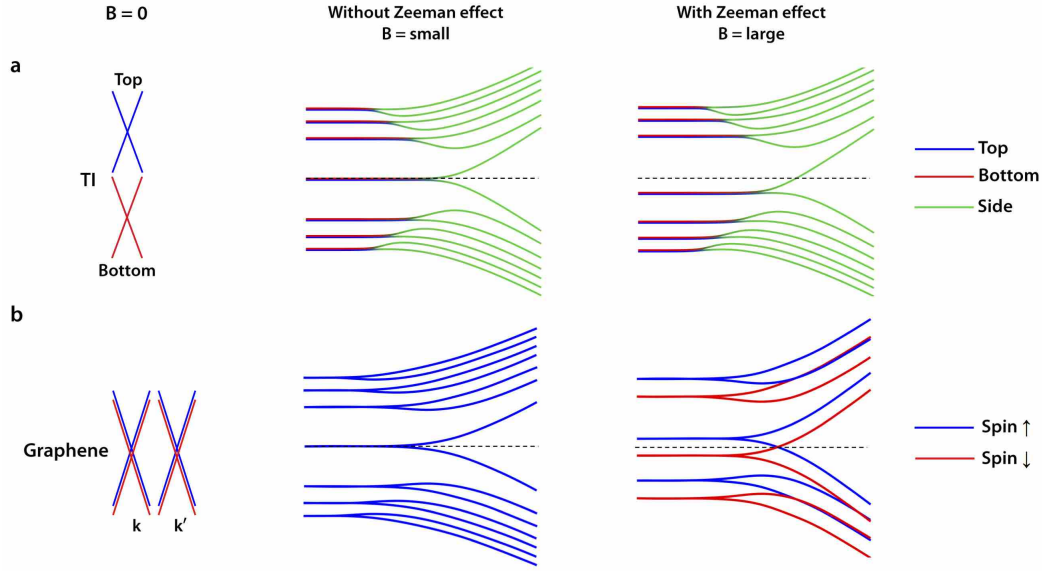 B = 0
Without Zeeman effect
B = small
With Zeeman effect
B = large
a
Top
TI
Bottom
Top
Bottom
Side
b
Graphene
k
k′
Spin ↑
Spin ↓